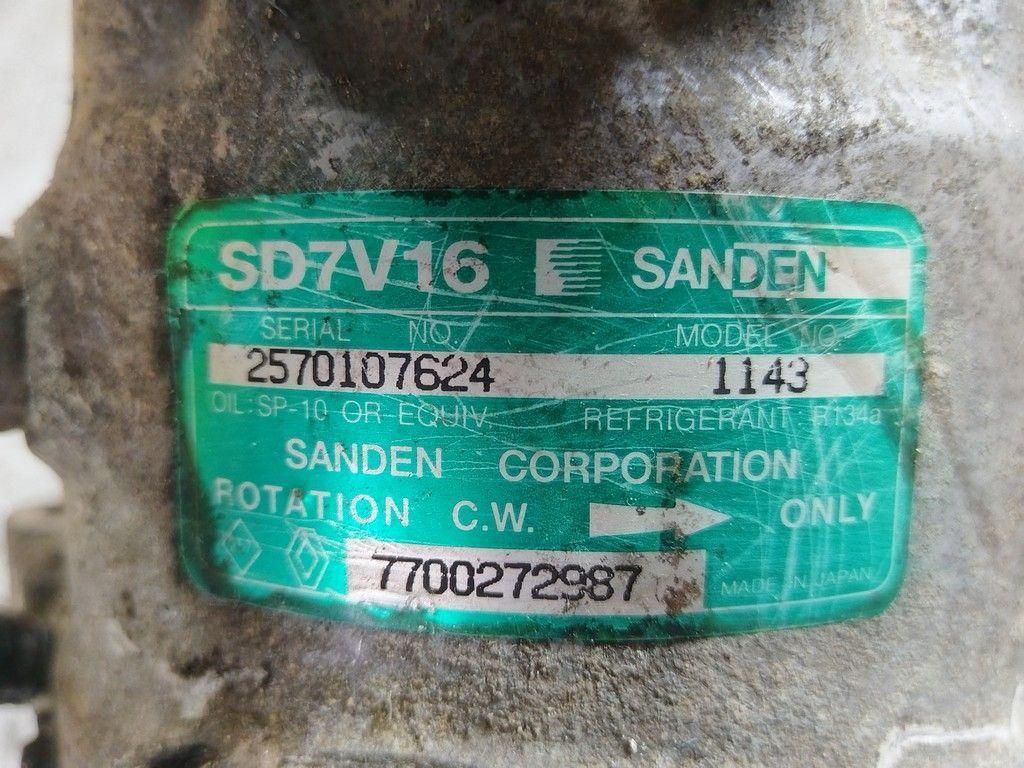 SD7V16 SANDEN
SERIAL NO. MODEL NO.
2570107624 1143
OIL:SP-10 OR EQUIV. REFRIGERANT R134a
SANDEN CORPORATION
ROTATION C.W. ONLY
7700272987 MADE IN JAPAN